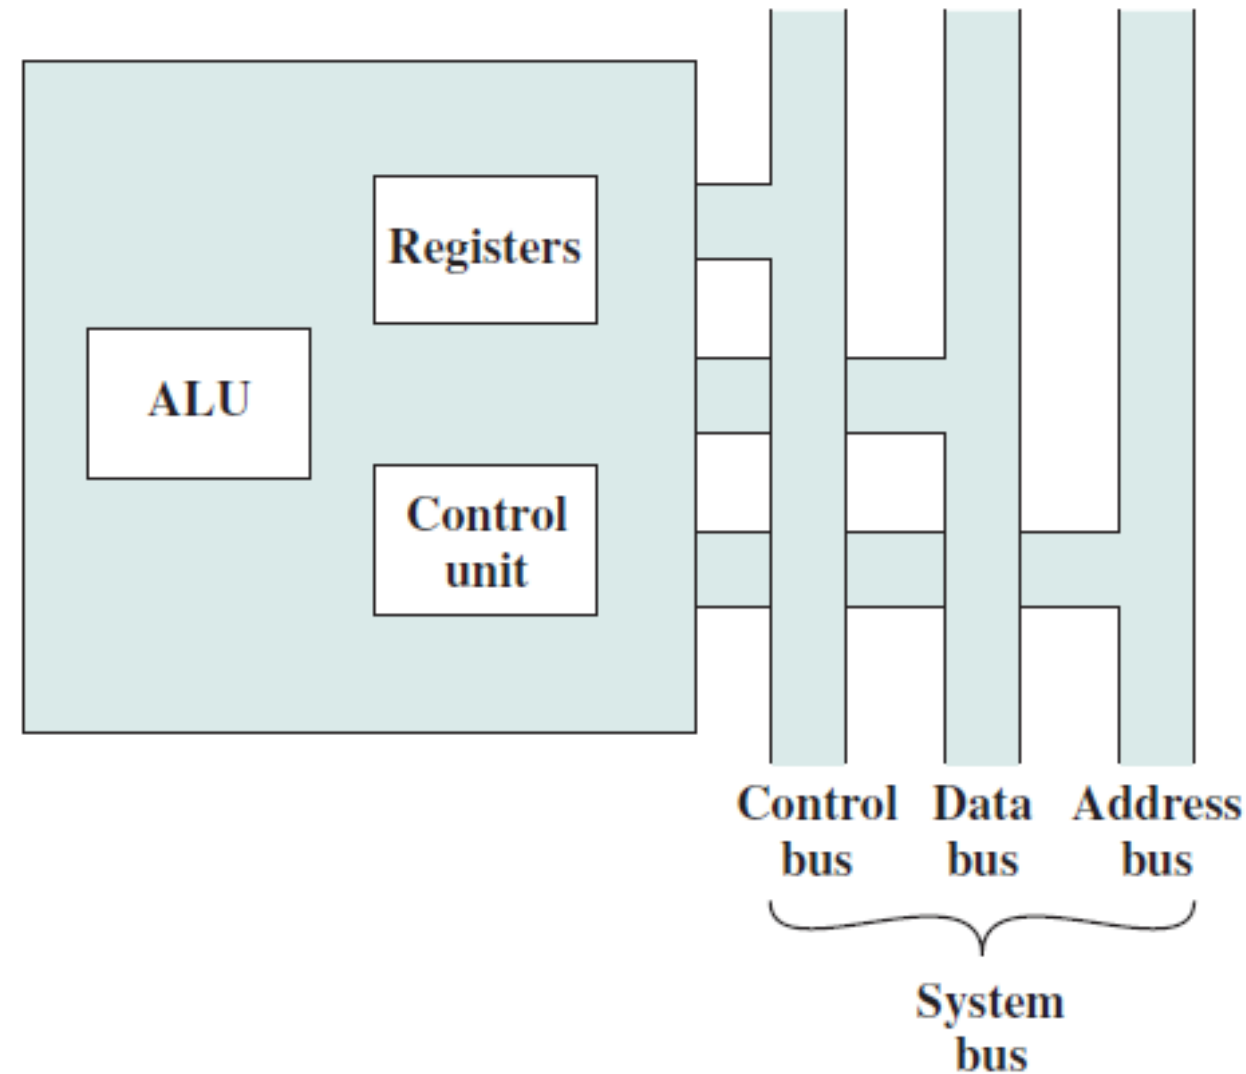 Registers
ALU
Control
unit
Control Data Address
bus bus bus
System
bus